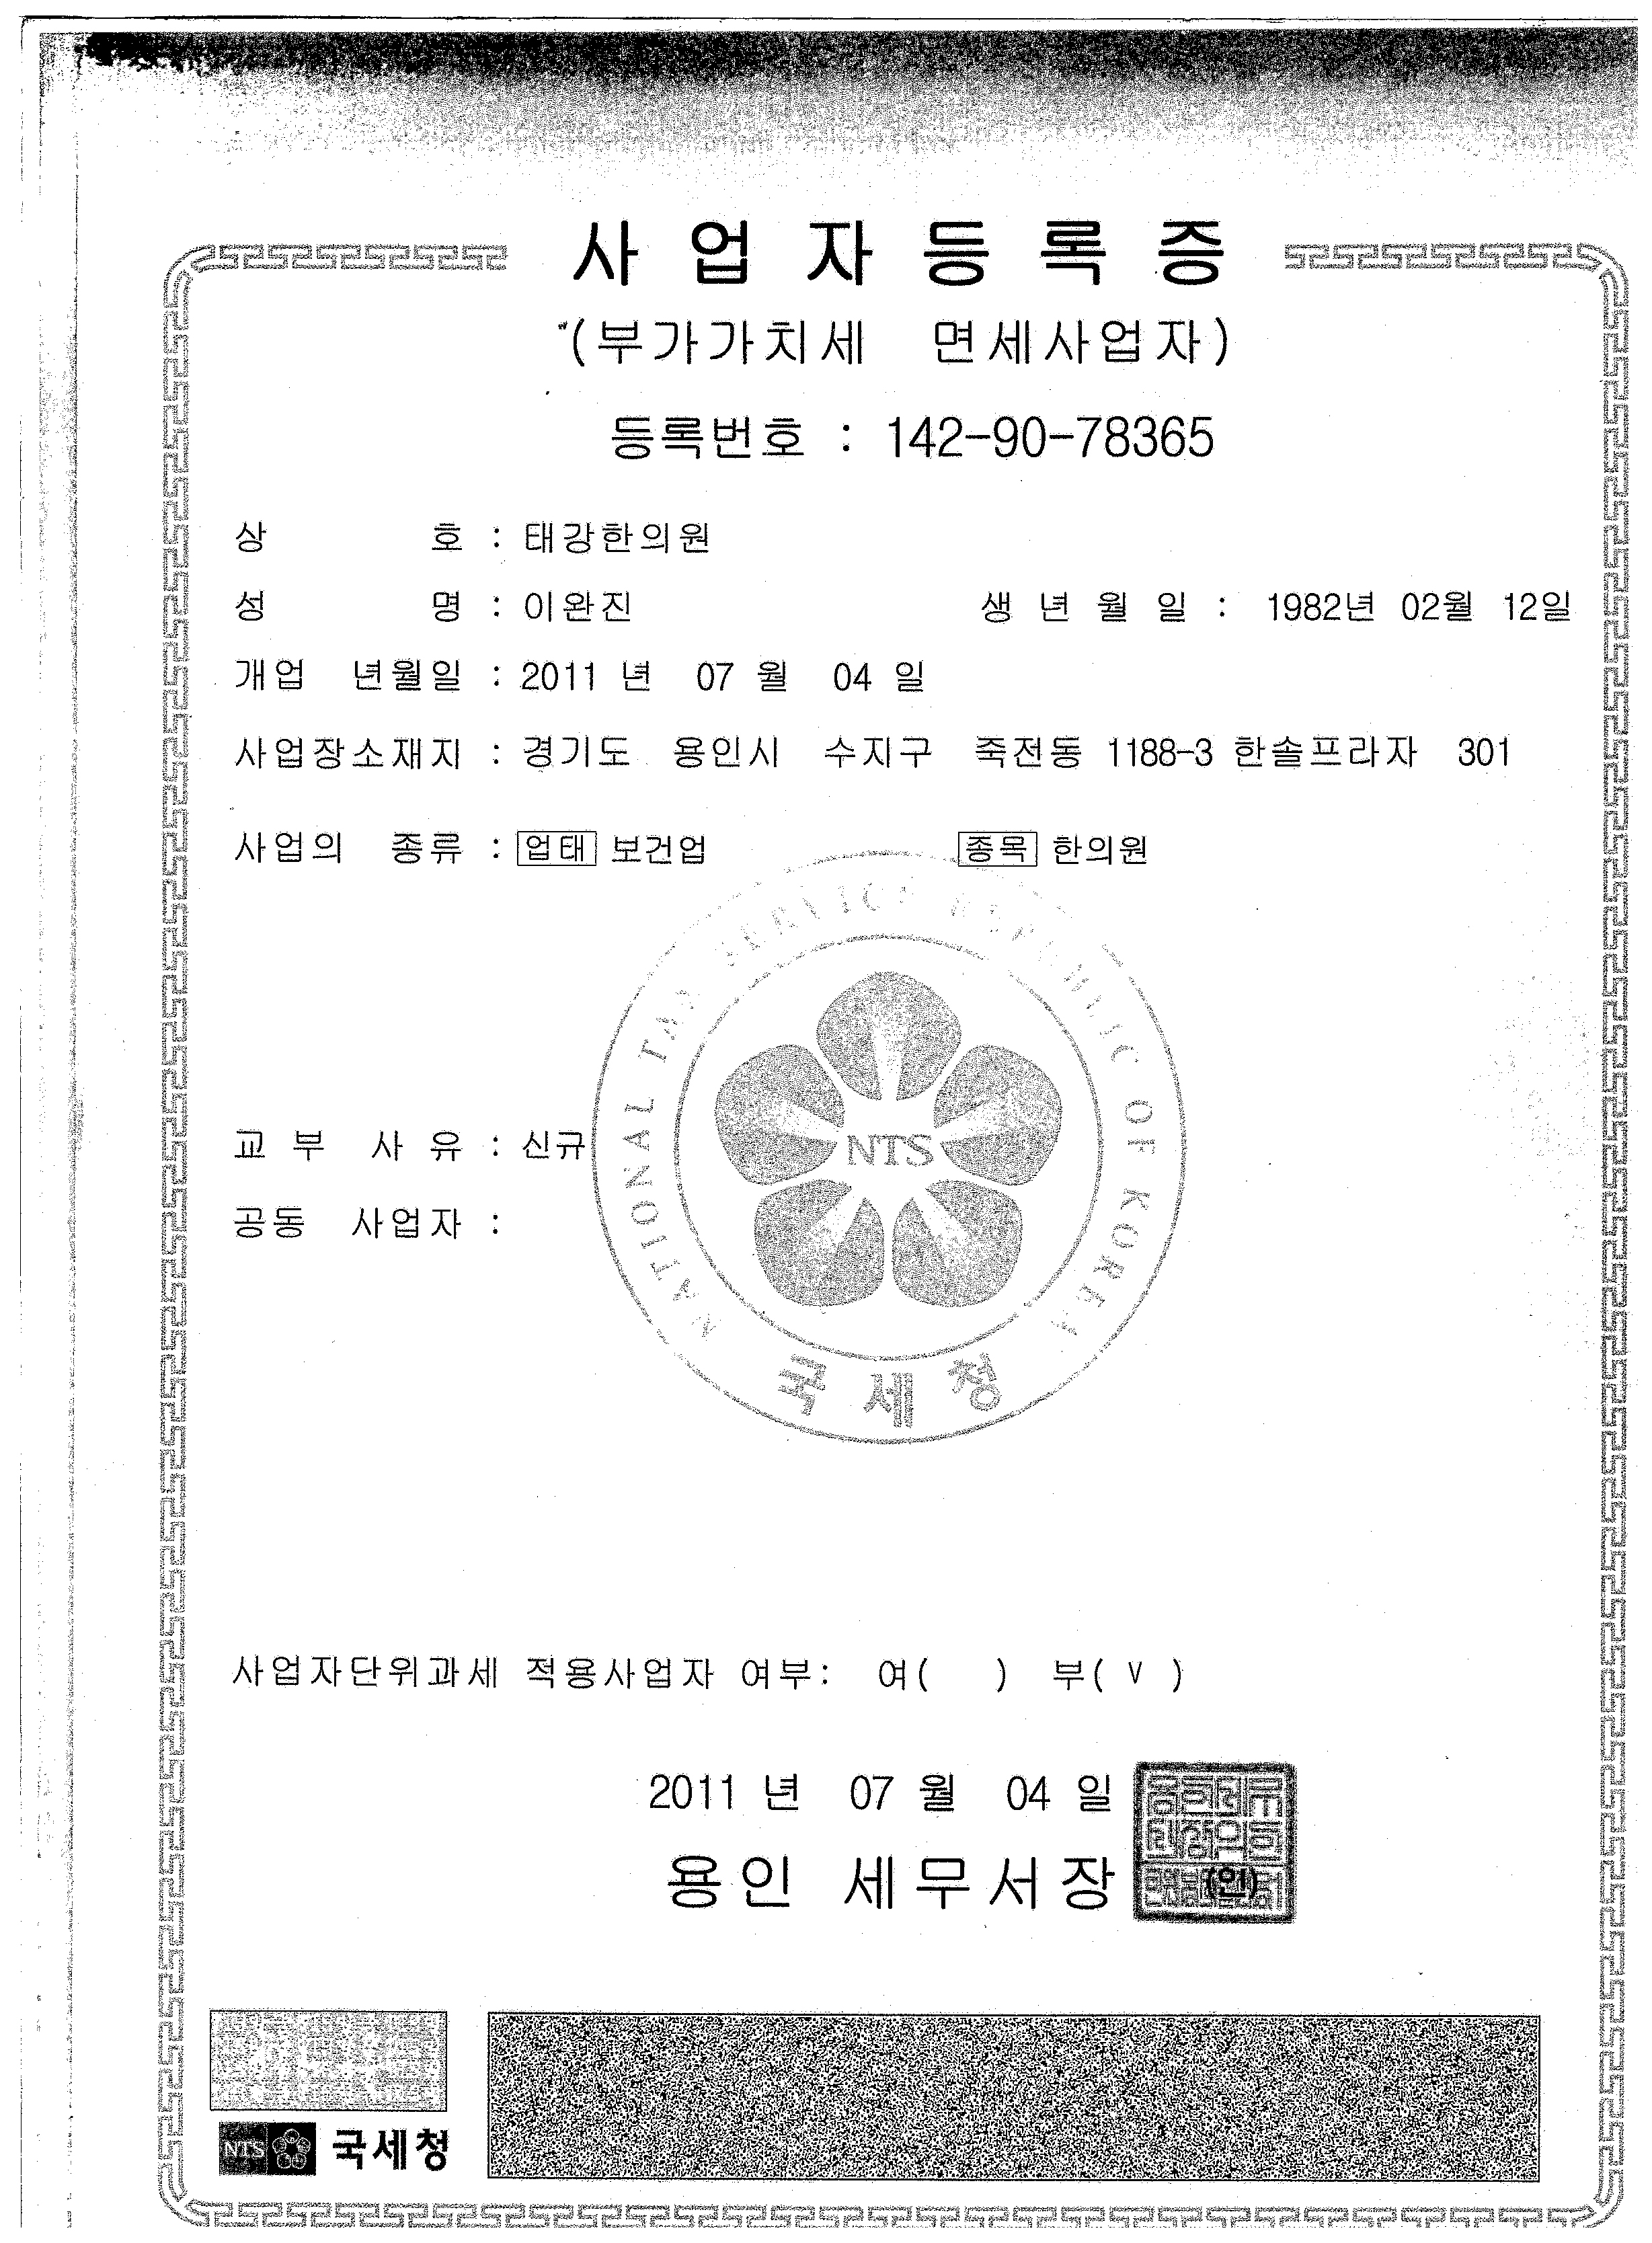 사업자등록증
(부가가치세 면세사업자)
등록번호 : 142-90-78365
상 호 : 태강한의원
성 명 : 이완진 생 년 월 일 : 1982년 02월 12일
개업 년월일 : 2011 년 07 월 04 일
사업장소재지 : 경기도 용인시 수지구 죽전동 1188-3 한솔프라자 301
사업의 종류 : 업태 보건업 종목 한의원
NATIONAL TAX SERVICE REPUBLIC OF KOREA
NTS
국세청
교 부 사 유 : 신규
공동 사업자 :
사업자단위과세 적용사업자 여부: 여( ) 부( V )
2011 년 07 월 04 일
용인 세무서장 (인)
NTS 국세청